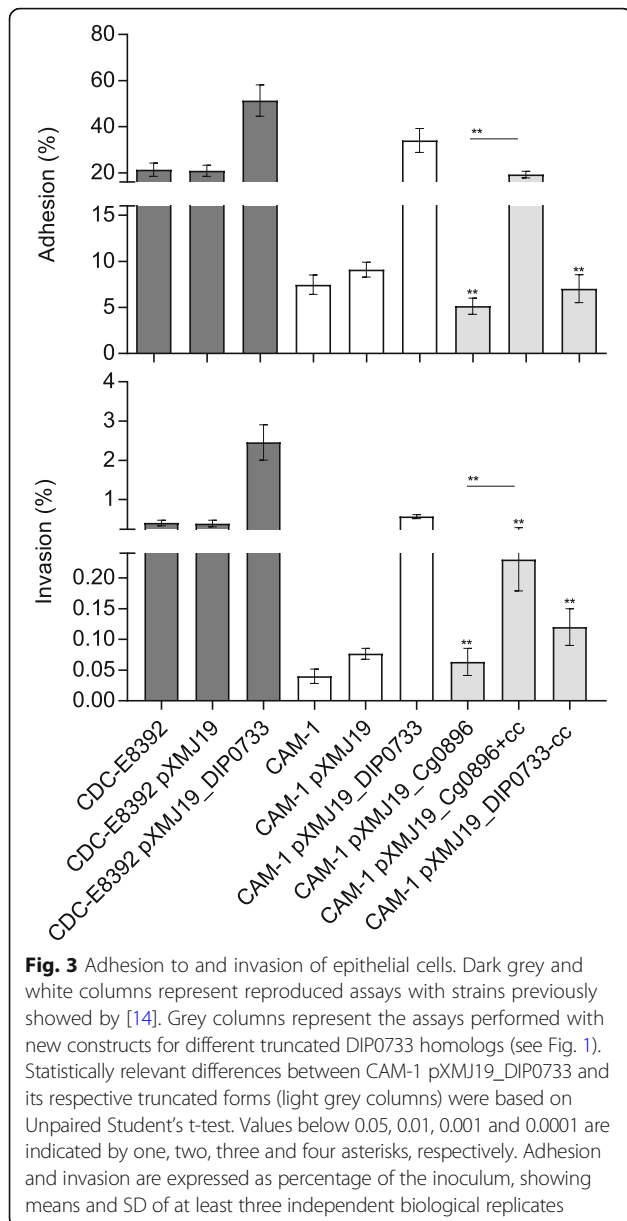 80
60
40
20
15
10
5
0
Adhesion (%)
**
**
**
4
3
2
1
0.20
0.15
0.10
0.05
0.00
Invasion (%)
**
**
**
**
CDC-E8392
CDC-E8392 pXMJ19
CDC-E8392 pXMJ19_DIP0733
CAM-1
CAM-1 pXMJ19
CAM-1 pXMJ19_DIP0733
CAM-1 pXMJ19_Cg0896
CAM-1 pXMJ19_Cg0896+cc
CAM-1 pXMJ19_DIP0733-cc
Fig. 3 Adhesion to and invasion of epithelial cells. Dark grey and
white columns represent reproduced assays with strains previously
showed by [14]. Grey columns represent the assays performed with
new constructs for different truncated DIP0733 homologs (see Fig. 1).
Statistically relevant differences between CAM-1 pXMJ19_DIP0733 and
its respective truncated forms (light grey columns) were based on
Unpaired Student's t-test. Values below 0.05, 0.01, 0.001 and 0.0001 are
indicated by one, two, three and four asterisks, respectively. Adhesion
and invasion are expressed as percentage of the inoculum, showing
means and SD of at least three independent biological replicates